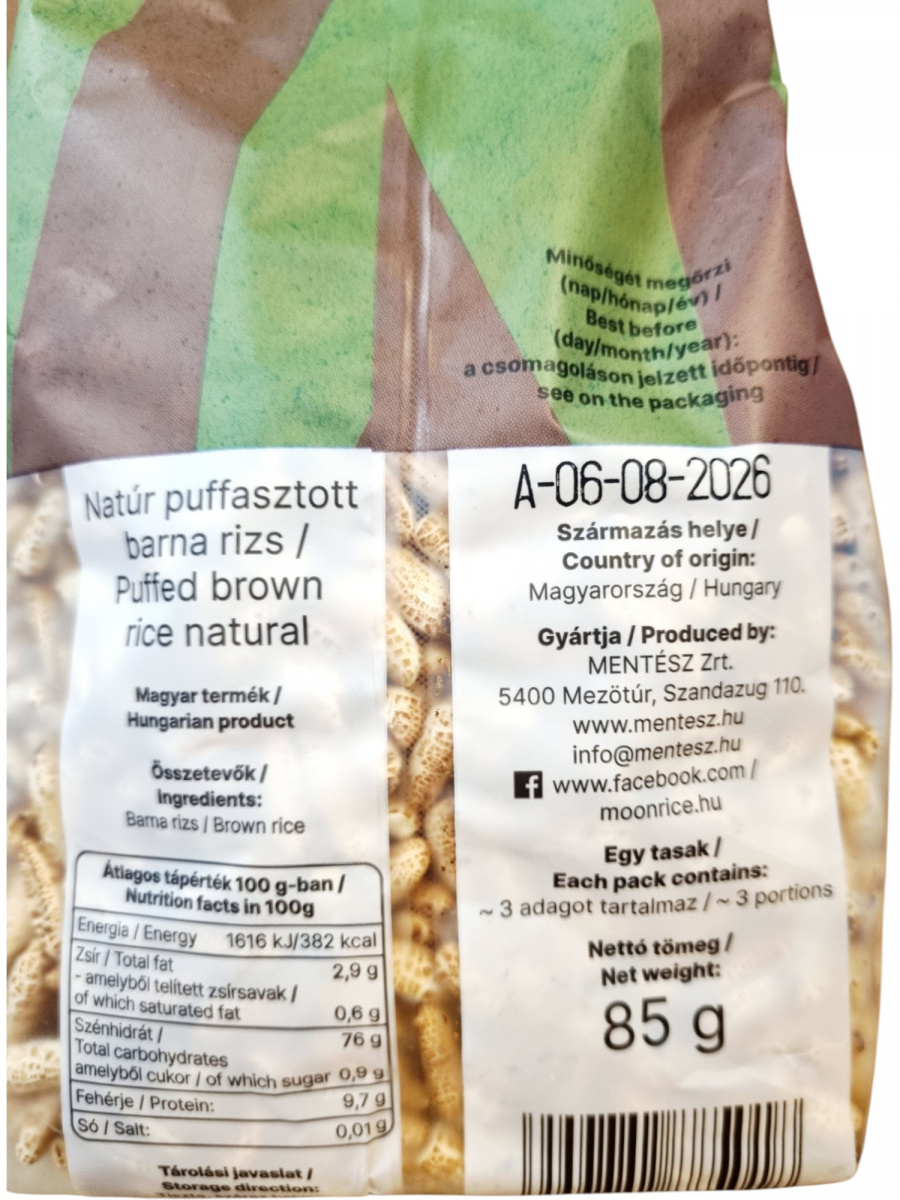 Minőségét megőrzi
(nap/hónap/év) /
Best before
(day/month/year):
a csomagoláson jelzett időpontig /
see on the packaging
Natúr puffasztott
barna rizs /
Puffed brown
rice natural
Magyar termék /
Hungarian product
Összetevők /
Ingredients:
Barna rizs / Brown rice
Átlagos tápérték 100 g-ban /
Nutrition facts in 100g
Energia / Energy 1616 kJ/382 kcal
Zsír / Total fat 2,9 g
- amelyből telített zsírsavak /
of which saturated fat 0,6 g
Szénhidrát / 76 g
Total carbohydrates
amelyből cukor / of which sugar 0,9 g
Fehérje / Protein: 9,7 g
Só / Salt: 0,01 g
Tárolási javaslat /
Storage direction:
A-06-08-2026
Származás helye /
Country of origin:
Magyarország / Hungary
Gyártja / Produced by:
MENTÉSZ Zrt.
5400 Mezötúr, Szandazug 110.
www.mentesz.hu
info@mentesz.hu
www.facebook.com /
moonrice.hu
Egy tasak /
Each pack contains:
~ 3 adagot tartalmaz / ~ 3 portions
Nettó tömeg /
Net weight:
85 g